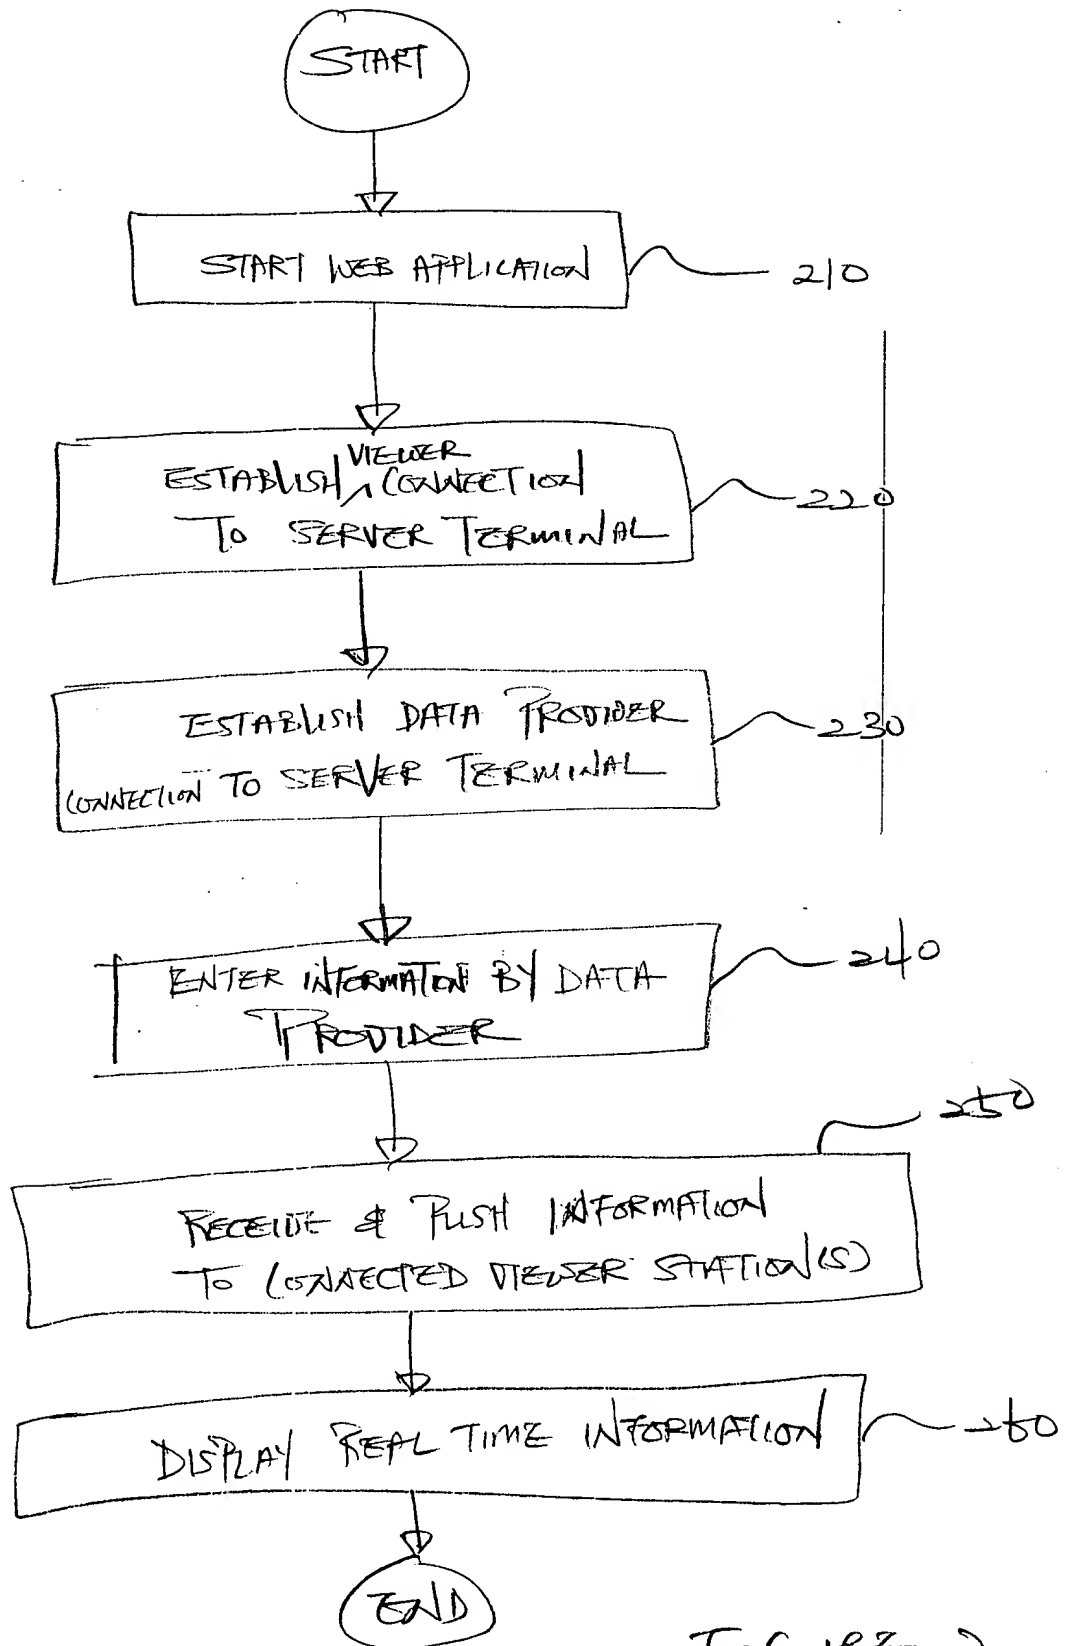 START
START WEB APPLICATION
210
VIEWER
ESTABLISH ^ CONNECTION
TO SERVER TERMINAL
220
ESTABLISH DATA PROVIDER
CONNECTION TO SERVER TERMINAL
230
ENTER INFORMATION BY DATA
PROVIDER
240
250
RECEIVE & PUSH INFORMATION
TO CONNECTED VIEWER STATION(S)
DISPLAY REAL TIME INFORMATION
260
END